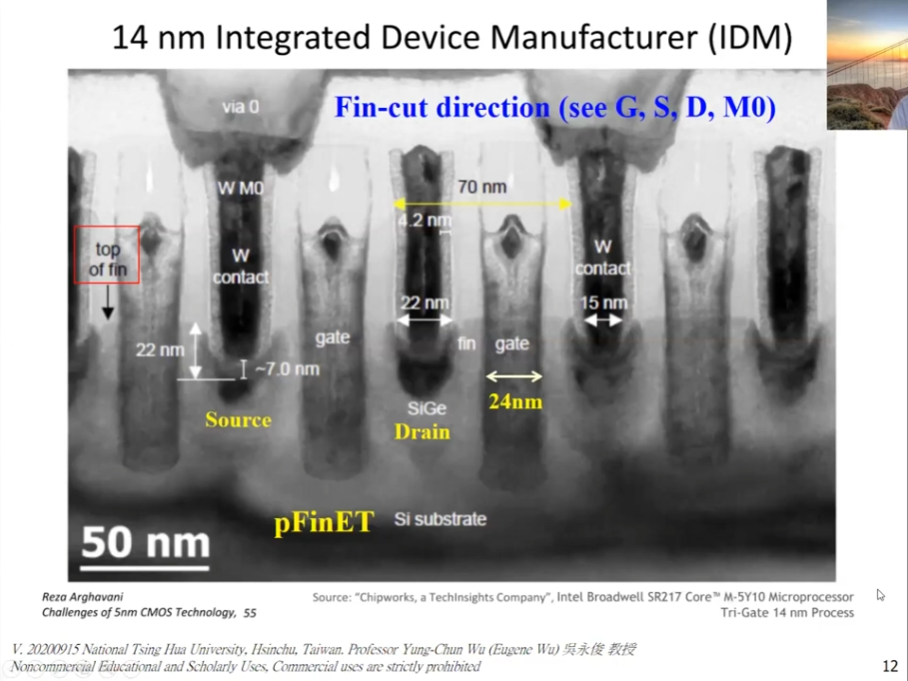 14 nm Integrated Device Manufacturer (IDM)
via 0
Fin-cut direction (see G, S, D, M0)
W M0
70 nm
4.2 nm
top
of fin
W
contact
W
contact
22 nm
15 nm
22 nm
gate
fin
gate
~7.0 nm
24nm
Source
SiGe
Drain
pFinET
Si substrate
50 nm
Reza Arghavani
Challenges of 5nm CMOS Technology, 55
Source: "Chipworks, a TechInsights Company", Intel Broadwell SR217 Core™ M-5Y10 Microprocessor
Tri-Gate 14 nm Process
V. 20200915 National Tsing Hua University, Hsinchu, Taiwan. Professor Yung-Chun Wu (Eugene Wu) 吳永俊 教授
Noncommercial Educational and Scholarly Uses, Commercial uses are strictly prohibited
12